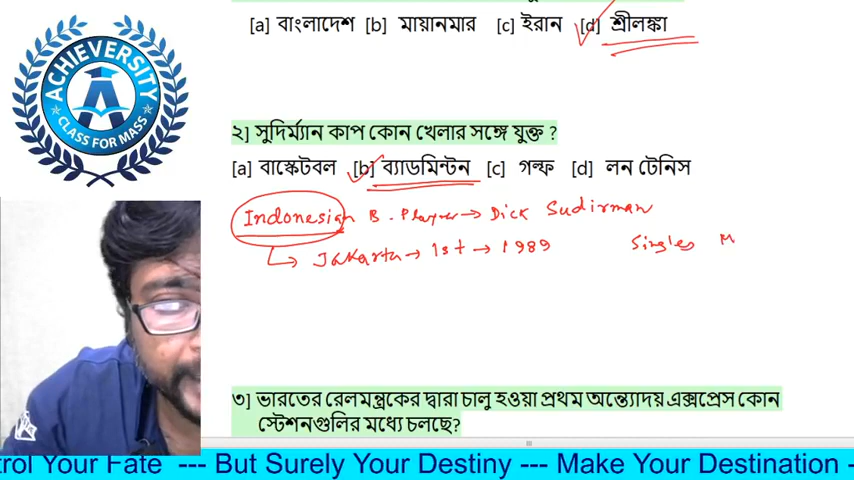 [a] বাংলাদেশ [b] মায়ানমার [c] ইরান [d] শ্রীলঙ্কা
ACHIEVERSITY
A
CLASS FOR MASS
২] সুদির্ম্যান কাপ কোন খেলার সঙ্গে যুক্ত ?
[a] বাস্কেটবল [b] ব্যাডমিন্টন [c] গল্ফ [d] লন টেনিস
Indonesian B. Player → Dick Sudirman
Jakarta → 1st → 1989 Singles M
৩] ভারতের রেলমন্ত্রকের দ্বারা চালু হওয়া প্রথম অন্ত্যোদয় এক্সপ্রেস কোন
স্টেশনগুলির মধ্যে চলছে?
trol Your Fate --- But Surely Your Destiny --- Make Your Destination -